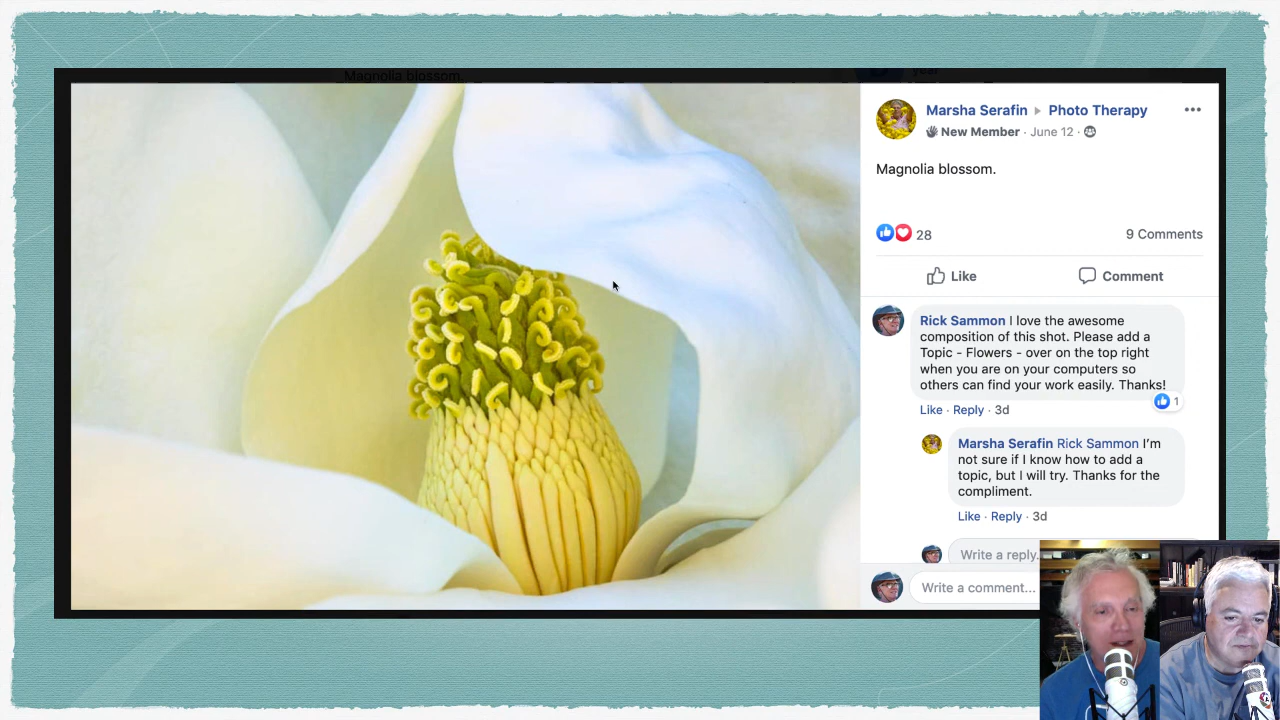 Magnolia blossom.
year
Marsha Serafin ▸ Photo Therapy
New Member · June 12 ·
Magnolia blossom.
28
9 Comments
Like
Comment
Rick Sammon I love the awesome
composition of this shot. Please add a
Topic - Flowers - over on the top right
when you are on your computers so
others can find your work easily. Thanks!
1
Like · Reply · 3d
Marsha Serafin Rick Sammon I'm
not sure if I know how to add a
topic, but I will try. Thanks for the
compliment.
Like · Reply · 3d
Write a reply.
Write a comment...